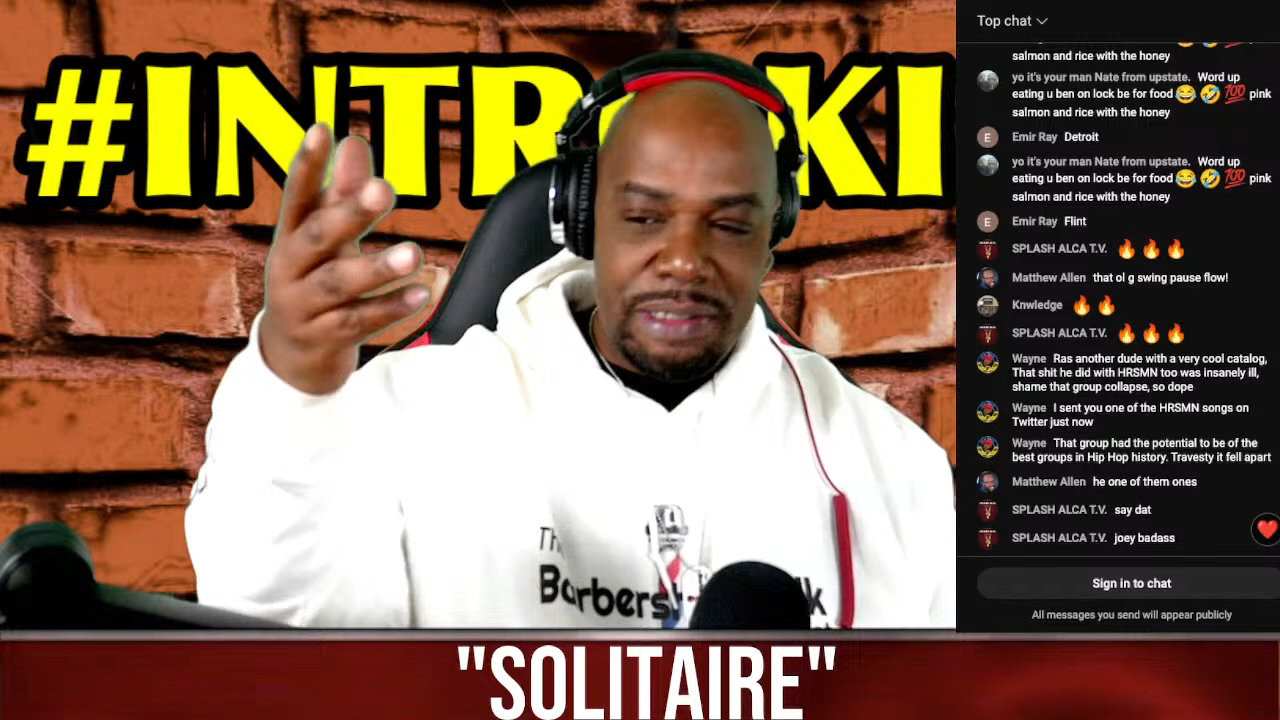 #INTRO KI
Top chat
salmon and rice with the honey
yo it's your man Nate from upstate. Word up
eating u ben on lock be for food 😂 🤣 💯 pink
salmon and rice with the honey
E Emir Ray Detroit
yo it's your man Nate from upstate. Word up
eating u ben on lock be for food 😂 🤣 💯 pink
salmon and rice with the honey
E Emir Ray Flint
SPLASH ALCA T.V. 🔥 🔥 🔥
Matthew Allen that ol g swing pause flow!
Knwledge 🔥 🔥
SPLASH ALCA T.V. 🔥 🔥 🔥
Wayne Ras another dude with a very cool catalog,
That shit he did with HRSMN too was insanely ill,
shame that group collapse, so dope
Wayne I sent you one of the HRSMN songs on
Twitter just now
Wayne That group had the potential to be of the
best groups in Hip Hop history. Travesty it fell apart
Matthew Allen he one of them ones
SPLASH ALCA T.V. say dat
SPLASH ALCA T.V. joey badass
Sign in to chat
All messages you send will appear publicly
Th
Barbers lk
"SOLITAIRE"